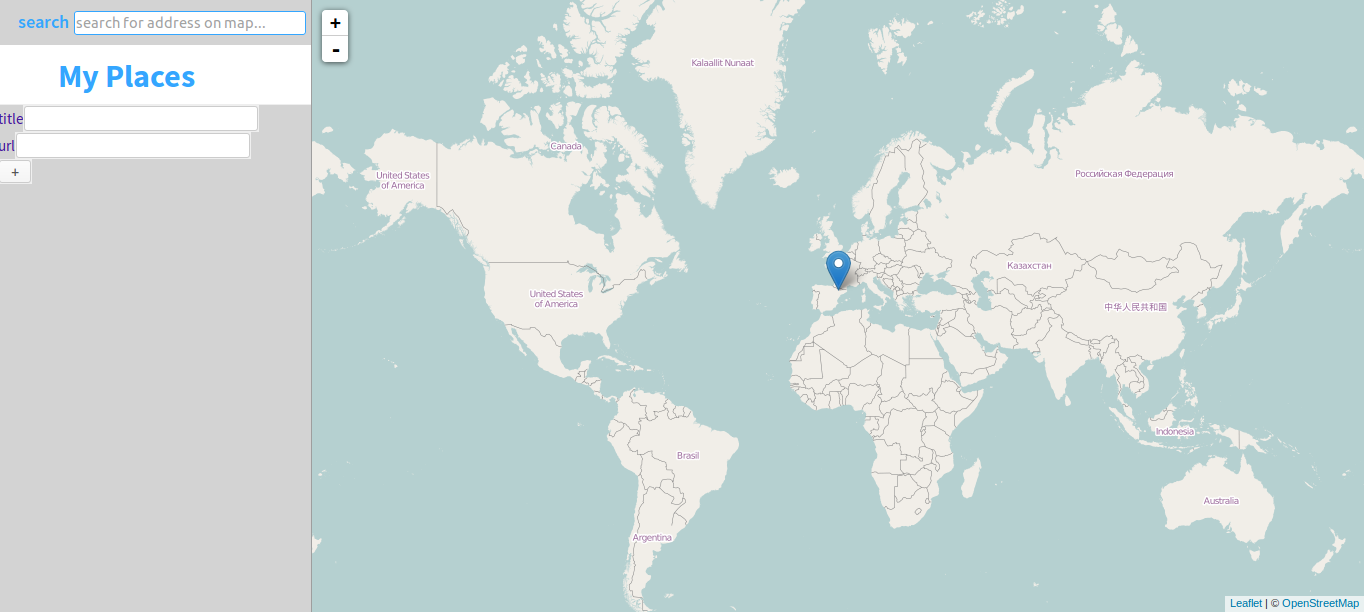 search search for address on map...
My Places
title
url
+
+
-
Kalaallit Nunaat
Canada
United States
of America
Российская Федерация
Казахстан
United States
of America
中华人民共和国
Indonesia
Brasil
Australia
Argentina
Leaflet | © OpenStreetMap